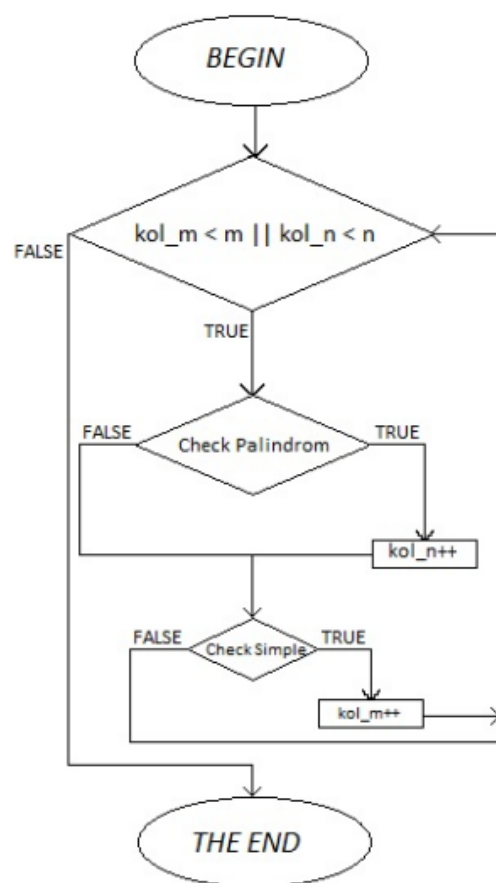 BEGIN
kol_m < m || kol_n < n
FALSE
TRUE
FALSE
Check Palindrom
TRUE
kol_n++
FALSE
Check Simple
TRUE
kol_m++
THE END